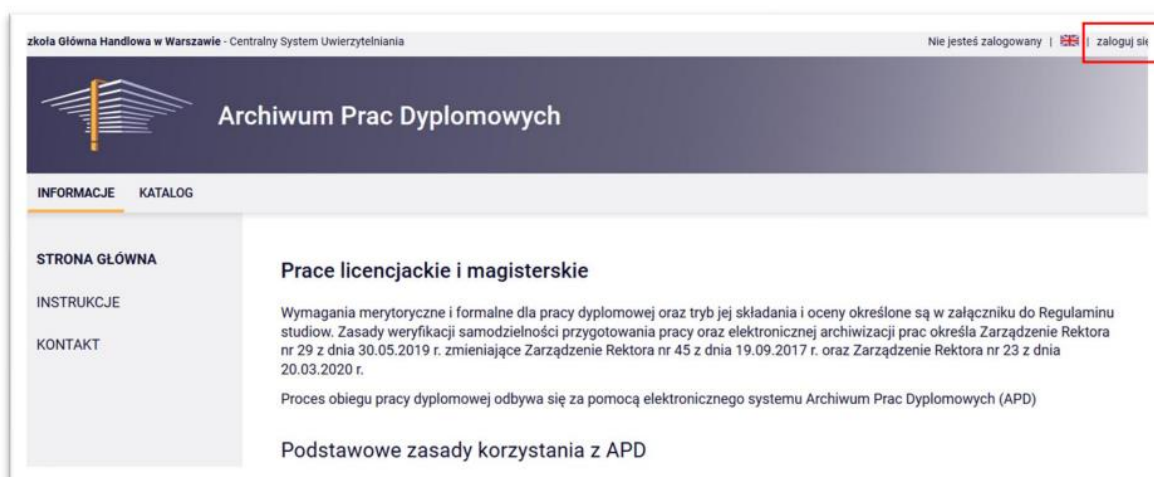 zkoła Główna Handlowa w Warszawie - Centralny System Uwierzytelniania
Nie jesteś zalogowany | | zaloguj się
Archiwum Prac Dyplomowych
INFORMACJE KATALOG
STRONA GŁÓWNA
INSTRUKCJE
KONTAKT
Prace licencjackie i magisterskie
Wymagania merytoryczne i formalne dla pracy dyplomowej oraz tryb jej składania i oceny określone są w załączniku do Regulaminu
studiow. Zasady weryfikacji samodzielności przygotowania pracy oraz elektronicznej archiwizacji prac określa Zarządzenie Rektora
nr 29 z dnia 30.05.2019 r. zmieniające Zarządzenie Rektora nr 45 z dnia 19.09.2017 r. oraz Zarządzenie Rektora nr 23 z dnia
20.03.2020 r.
Proces obiegu pracy dyplomowej odbywa się za pomocą elektronicznego systemu Archiwum Prac Dyplomowych (APD)
Podstawowe zasady korzystania z APD